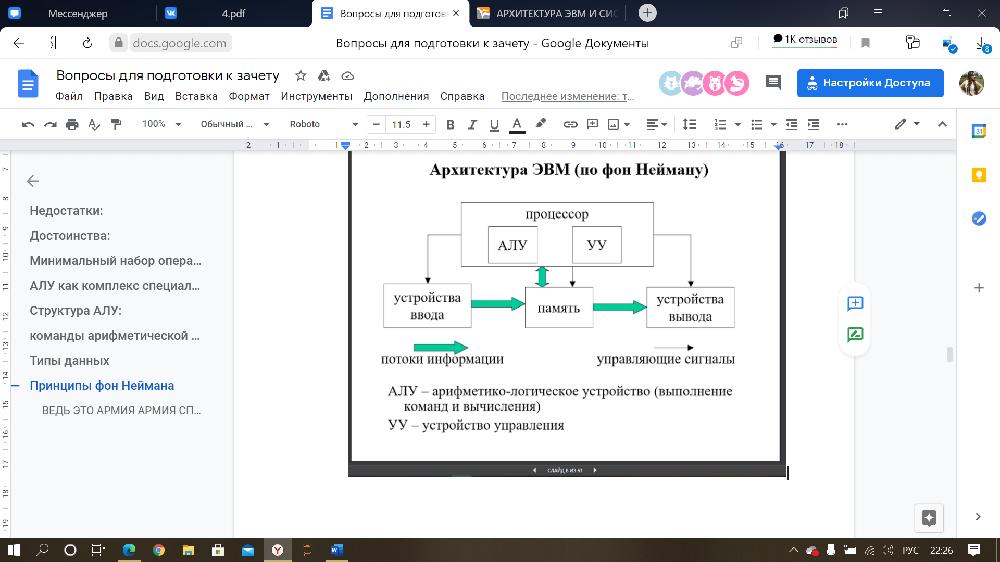 Мессенджер
4.pdf
Вопросы для подготовк
АРХИТЕКТУРА ЭВМ И СИС
docs.google.com
Вопросы для подготовки к зачету - Google Документы
1К отзывов
8
Вопросы для подготовки к зачету
Файл Правка Вид Вставка Формат Инструменты Дополнения Справка
Последнее изменение: т...
Настройки Доступа
100%
Обычный ...
Roboto
11.5
2 1 1 2 3 4 5 6 7 8 9 10 11 12 13 14 15 16 17 18
7
8
9
10
11
12
13
14
15
16
17
18
19
Недостатки:
Достоинства:
Минимальный набор опера...
АЛУ как комплекс специал...
Структура АЛУ:
команды арифметической ...
Типы данных
Принципы фон Неймана
ВЕДЬ ЭТО АРМИЯ АРМИЯ СП...
Архитектура ЭВМ (по фон Нейману)
процессор
АЛУ
УУ
устройства
ввода
память
устройства
вывода
потоки информации
управляющие сигналы
АЛУ – арифметико-логическое устройство (выполнение
команд и вычисления)
УУ – устройство управления
СЛАЙД 8 ИЗ 61
31
РУС
22:26